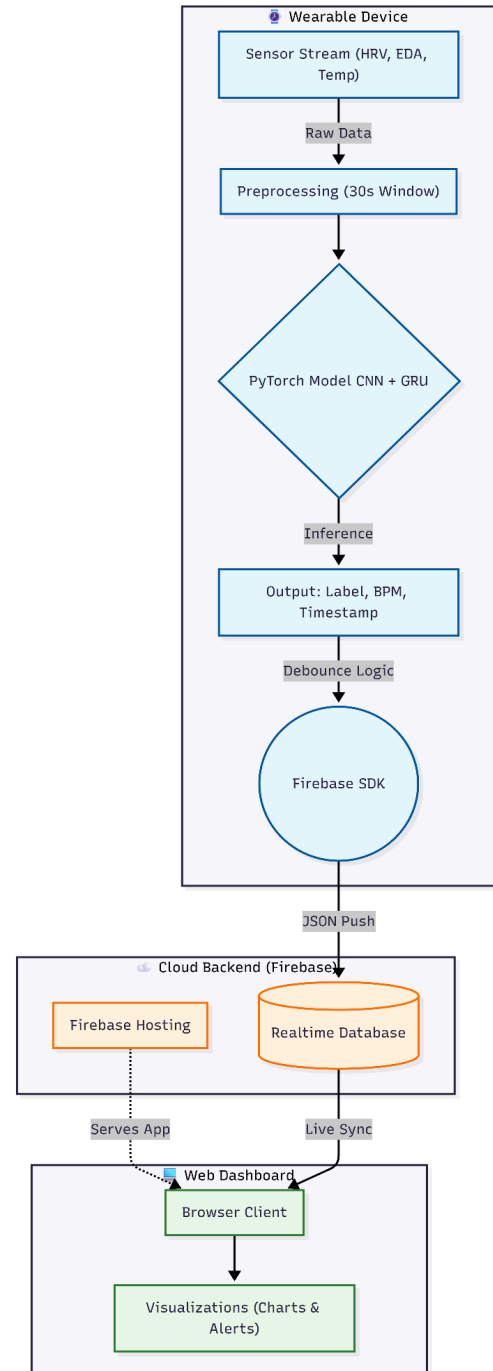 Wearable Device
Sensor Stream (HRV, EDA,
Temp)
Raw Data
Preprocessing (30s Window)
PyTorch Model CNN + GRU
Inference
Output: Label, BPM,
Timestamp
Debounce Logic
Firebase SDK
JSON Push
Cloud Backend (Firebase)
Firebase Hosting
Realtime Database
Serves App
Live Sync
Web Dashboard
Browser Client
Visualizations (Charts &
Alerts)